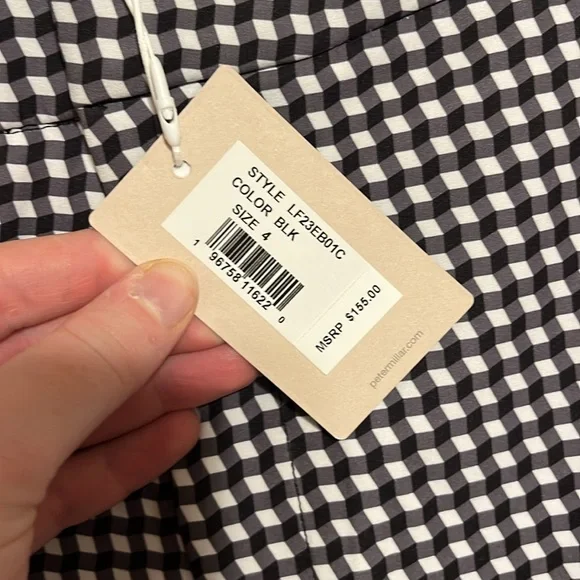 STYLE LF23EB01C
COLOR BLK
SIZE 4
1 96758 11622 0
MSRP $155.00
petermillar.com